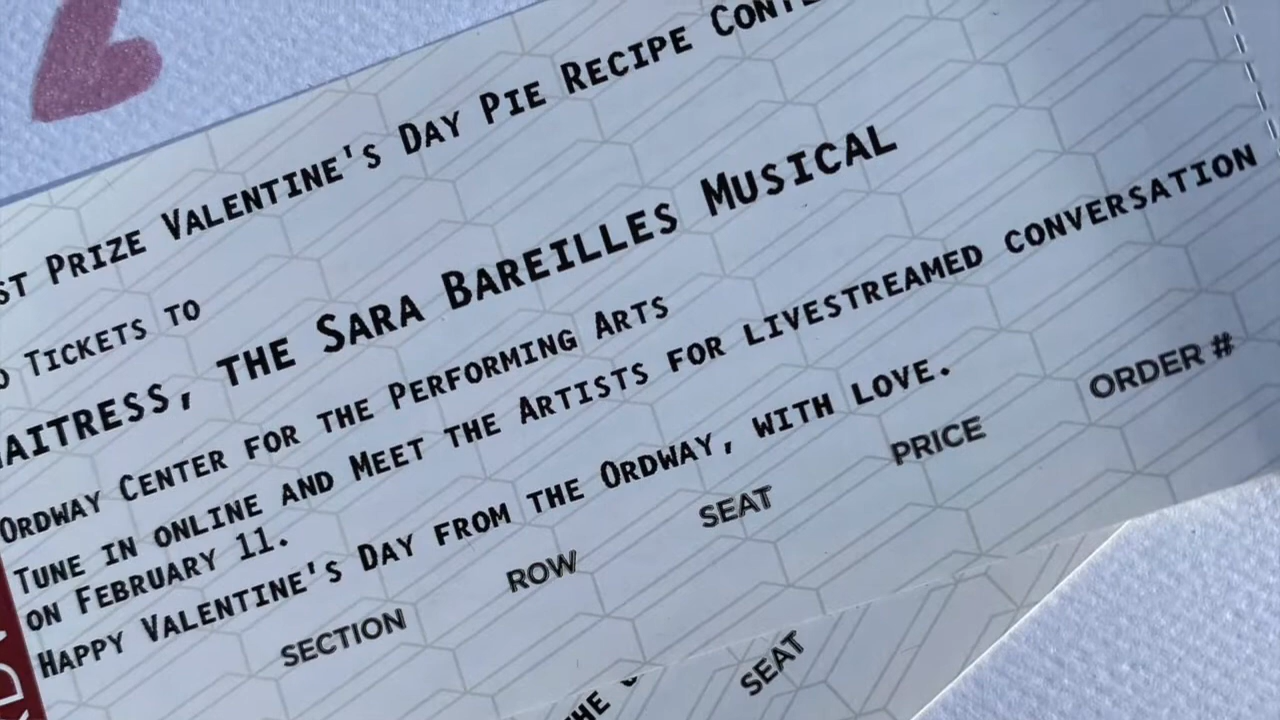 ST PRIZE VALENTINE'S DAY PIE RECIPE CONT
TICKETS TO
AITRESS, THE SARA BAREILLES MUSICAL
ORDWAY CENTER FOR THE PERFORMING ARTS
TUNE IN ONLINE AND MEET THE ARTISTS FOR LIVESTREAMED CONVERSATION
ON FEBRUARY 11.
HAPPY VALENTINE'S DAY FROM THE ORDWAY, WITH LOVE.
SECTION ROW SEAT PRICE ORDER #
THE
SEAT